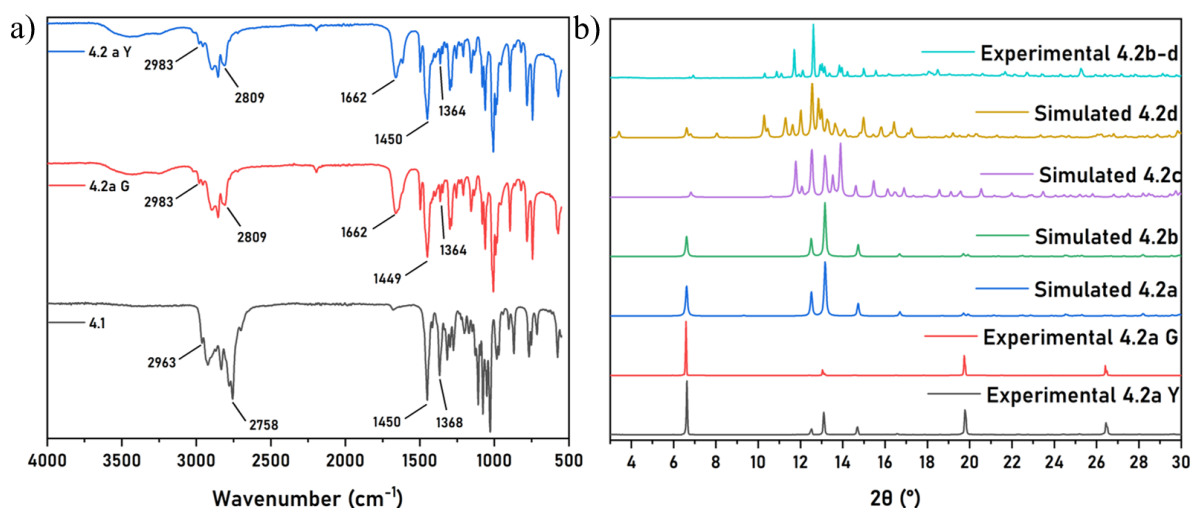 a)
4.2 a Y
2983
2809
1662
1450
1364
4.2a G
2983
2809
1662
1449
1364
4.1
2963
2758
1450
1368
4000 3500 3000 2500 2000 1500 1000 500
Wavenumber (cm⁻¹)
b)
Experimental 4.2b-d
Simulated 4.2d
Simulated 4.2c
Simulated 4.2b
Simulated 4.2a
Experimental 4.2a G
Experimental 4.2a Y
4 6 8 10 12 14 16 18 20 22 24 26 28 30
2θ (°)